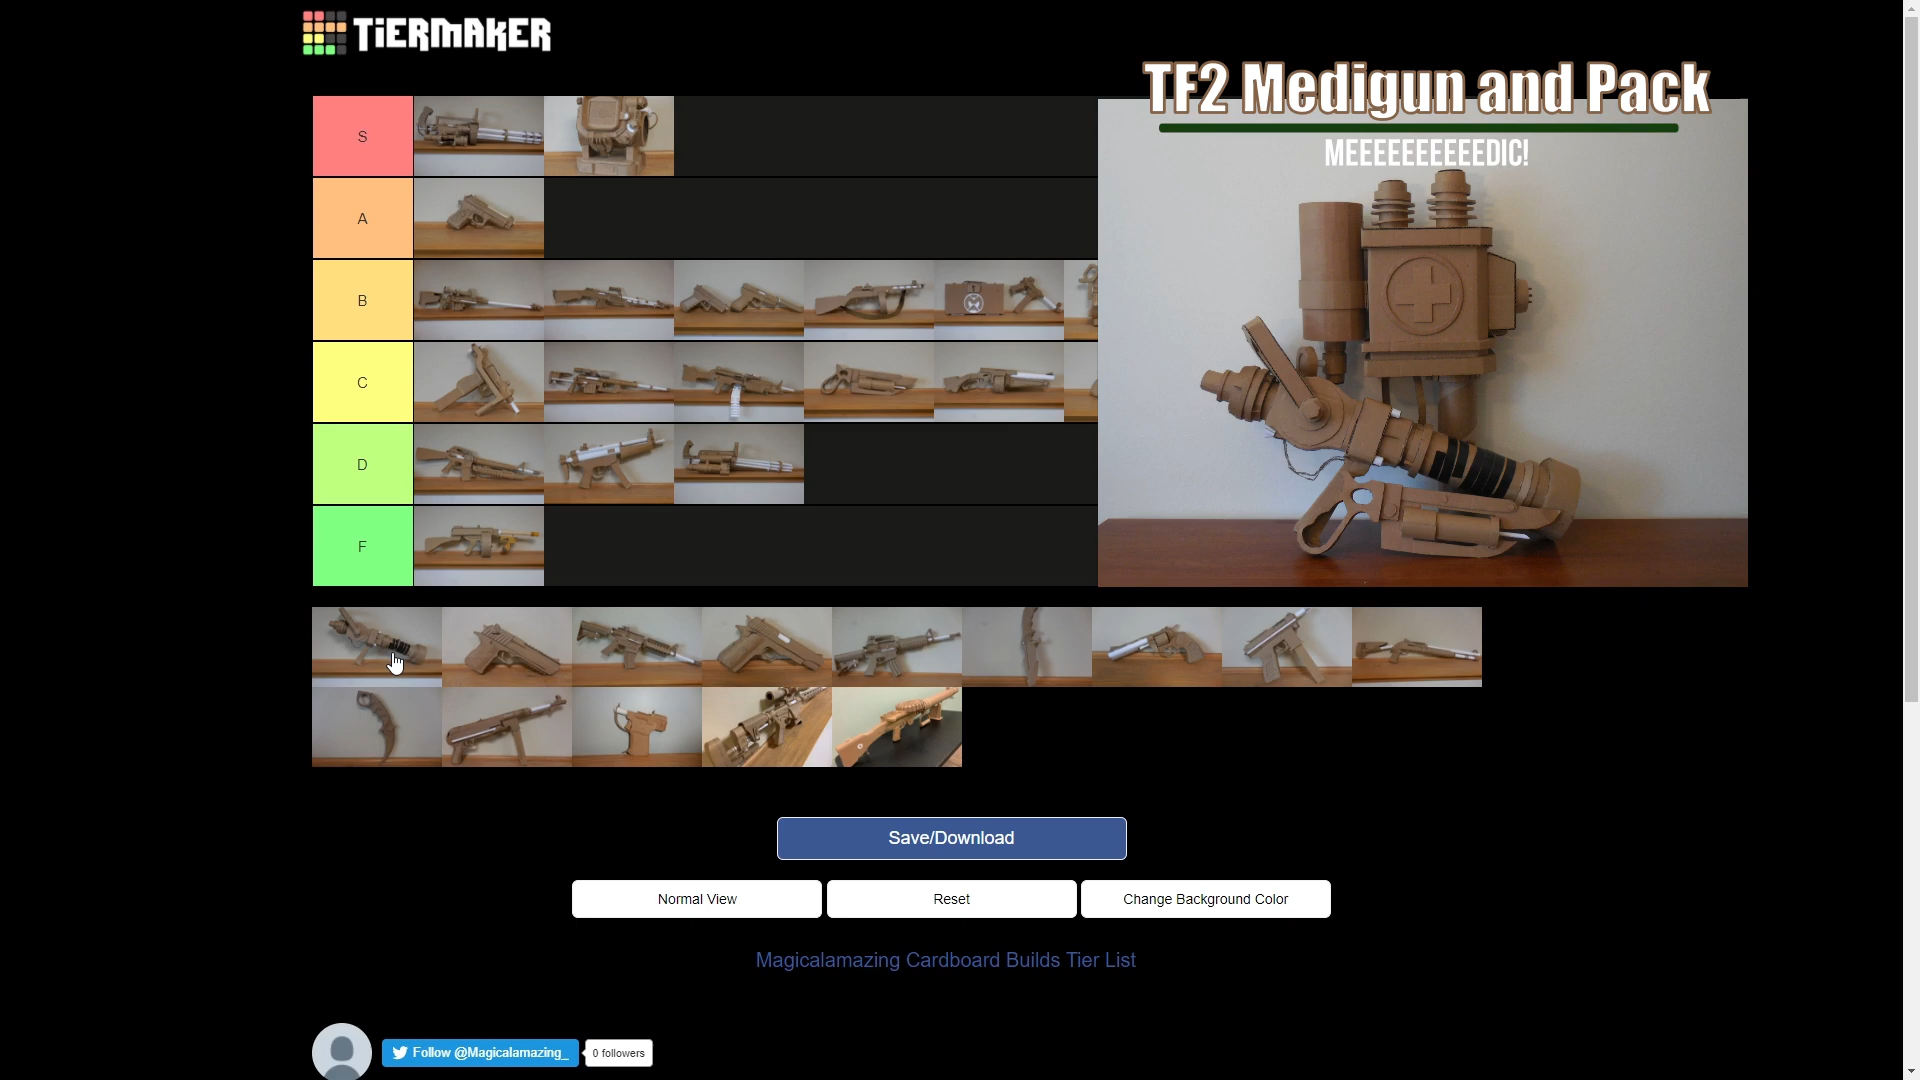 TiERMAKER
TF2 Medigun and Pack
MEEEEEEEEEEDIC!
S
A
B
C
D
F
Save/Download
Normal View
Reset
Change Background Color
Magicalamazing Cardboard Builds Tier List
Follow @Magicalamazing_
0 followers